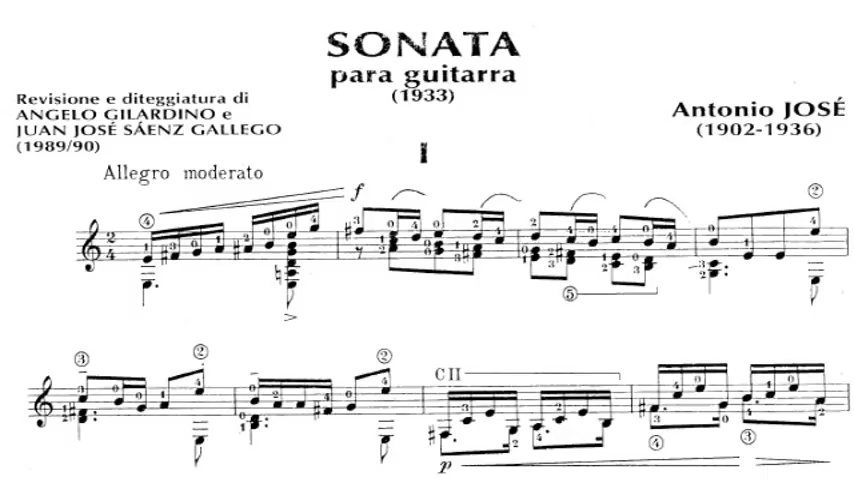 SONATA
para guitarra
(1933)
Revisione e diteggiatura di
ANGELO GILARDINO e
JUAN JOSÉ SÁENZ GALLEGO
(1989/90)
Antonio JOSÉ
(1902-1936)
I
Allegro moderato
f
CII
p